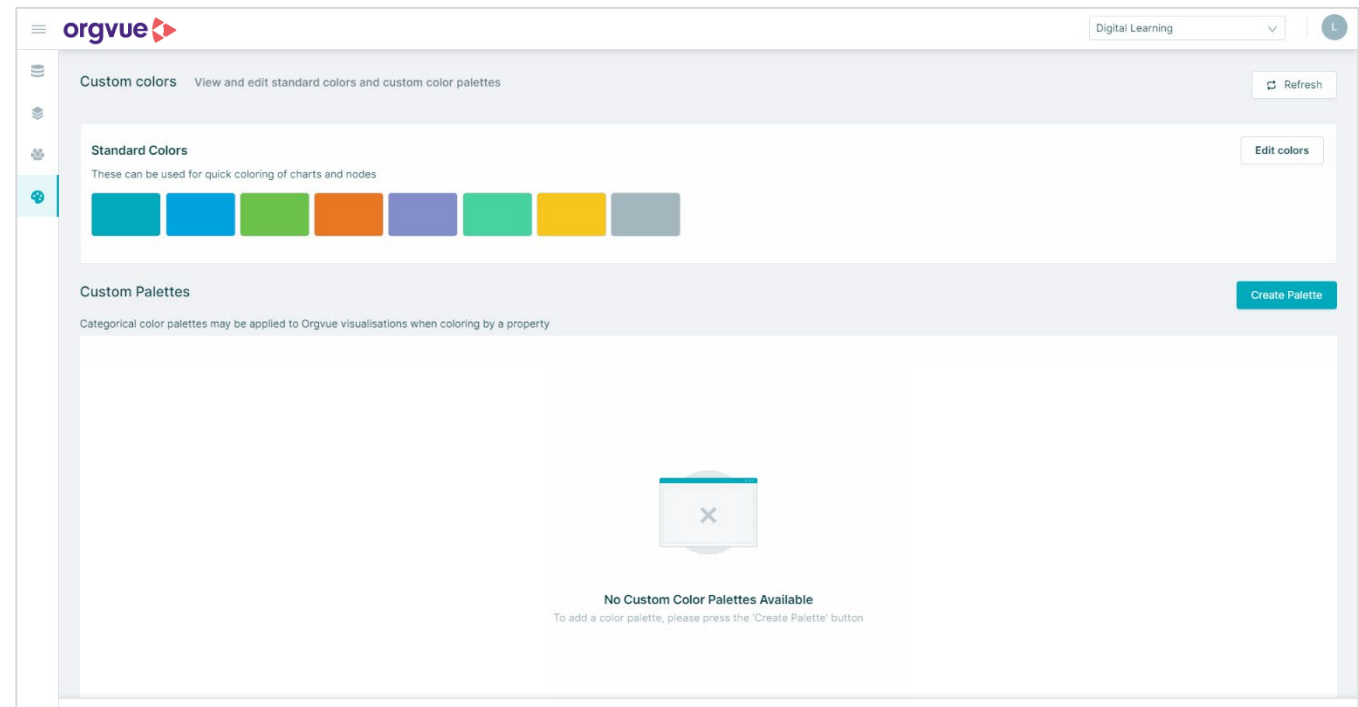 orgvue
Digital Learning
L
Custom colors View and edit standard colors and custom color palettes
Refresh
Standard Colors
Edit colors
These can be used for quick coloring of charts and nodes
Custom Palettes
Create Palette
Categorical color palettes may be applied to Orgvue visualisations when coloring by a property
No Custom Color Palettes Available
To add a color palette, please press the 'Create Palette' button